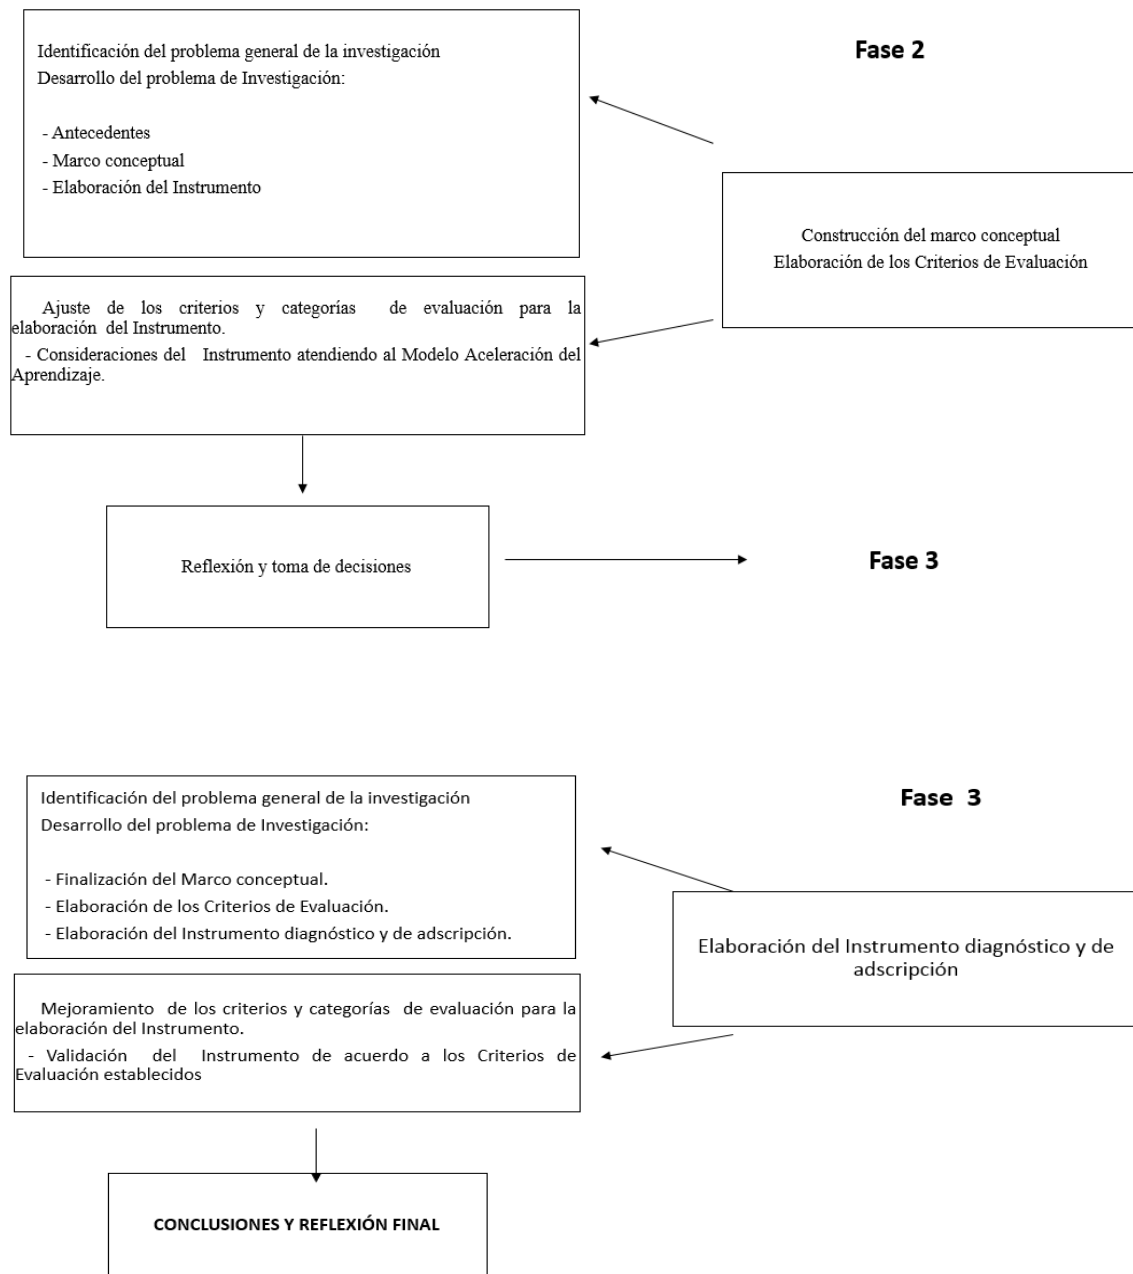 Fase 2
Identificación del problema general de la investigación
Desarrollo del problema de Investigación:
- Antecedentes
- Marco conceptual
- Elaboración del Instrumento
Construcción del marco conceptual
Elaboración de los Criterios de Evaluación
Ajuste de los criterios y categorías de evaluación para la
elaboración del Instrumento.
- Consideraciones del Instrumento atendiendo al Modelo Aceleración del
Aprendizaje.
Reflexión y toma de decisiones
Fase 3
Fase 3
Identificación del problema general de la investigación
Desarrollo del problema de Investigación:
- Finalización del Marco conceptual.
- Elaboración de los Criterios de Evaluación.
- Elaboración del Instrumento diagnóstico y de adscripción.
Elaboración del Instrumento diagnóstico y de
adscripción
Mejoramiento de los criterios y categorías de evaluación para la
elaboración del Instrumento.
- Validación del Instrumento de acuerdo a los Criterios de
Evaluación establecidos
CONCLUSIONES Y REFLEXIÓN FINAL